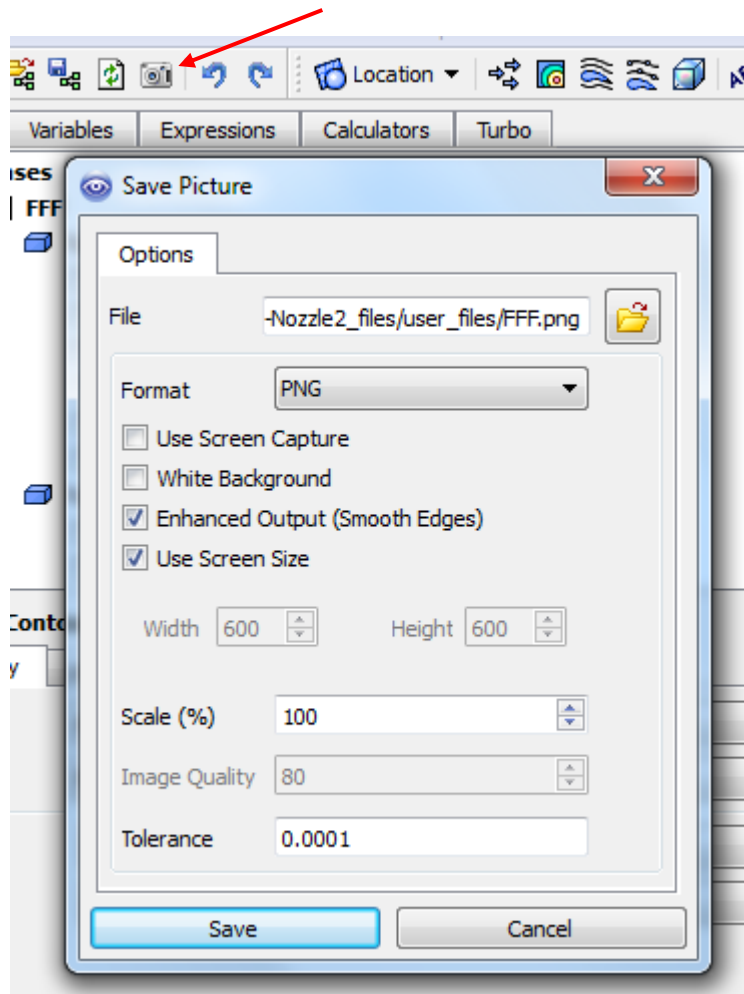 Location
Variables Expressions Calculators Turbo
Save Picture
FFF
Options
File -Nozzle2_files/user_files/FFF.png
Format PNG
Use Screen Capture
White Background
Enhanced Output (Smooth Edges)
Use Screen Size
Width 600 Height 600
Scale (%) 100
Image Quality 80
Tolerance 0.0001
Save Cancel